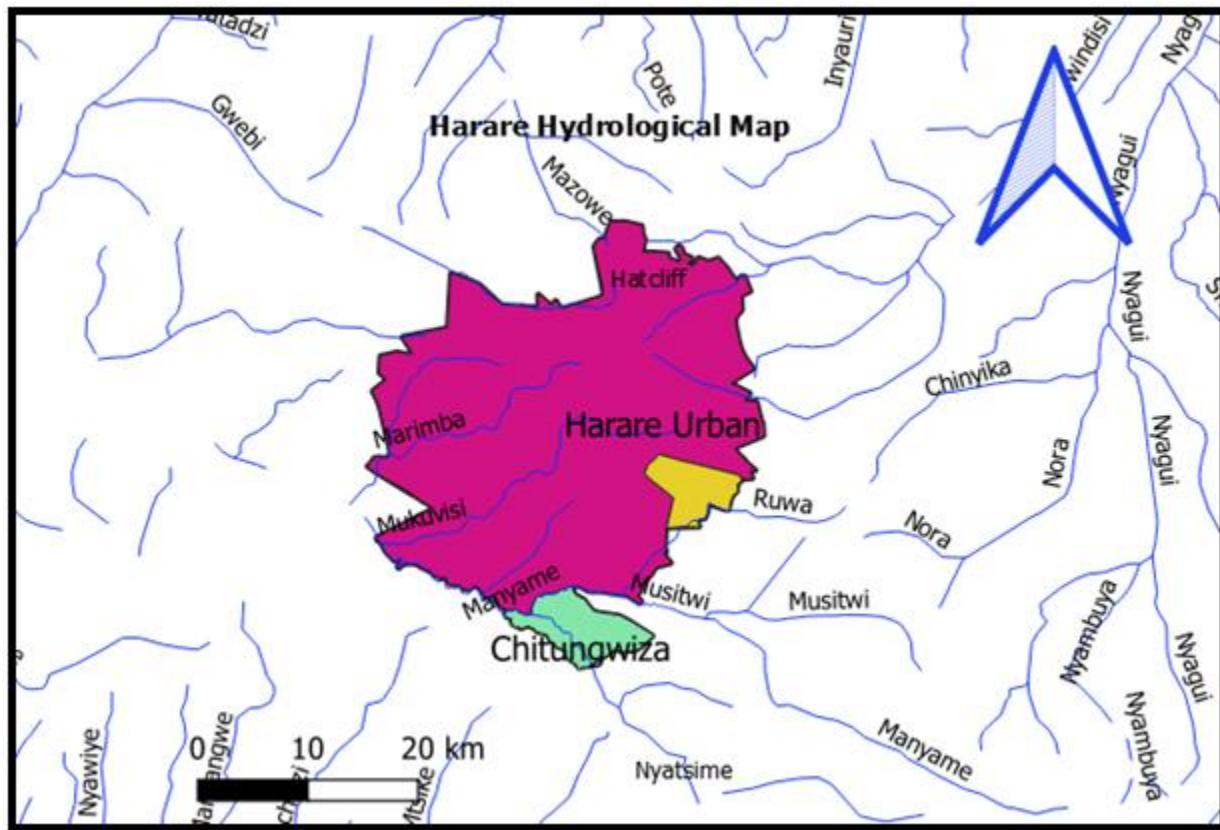 Gwebi
Pote
Inyauri
Nyagui
Harare Hydrological Map
Mazowe
Hatcliff
Nyagui
Chinyika
Marimba
Harare Urban
Nora
Nyagui
Mukuvisi
Ruwa
Nora
Manyame
Musitwi
Musitwi
Nyambuya
Chitungwiza
Nyagui
0 10 20 km
Nyawiye
Nyatsime
Manyame
Nyambuya